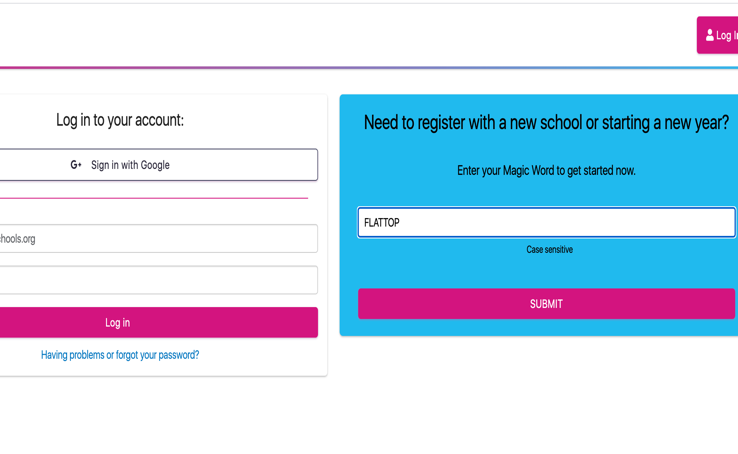 Log in
Log in to your account:
G+ Sign in with Google
hools.org
Log in
Having problems or forgot your password?
Need to register with a new school or starting a new year?
Enter your Magic Word to get started now.
FLATTOP
Case sensitive
SUBMIT